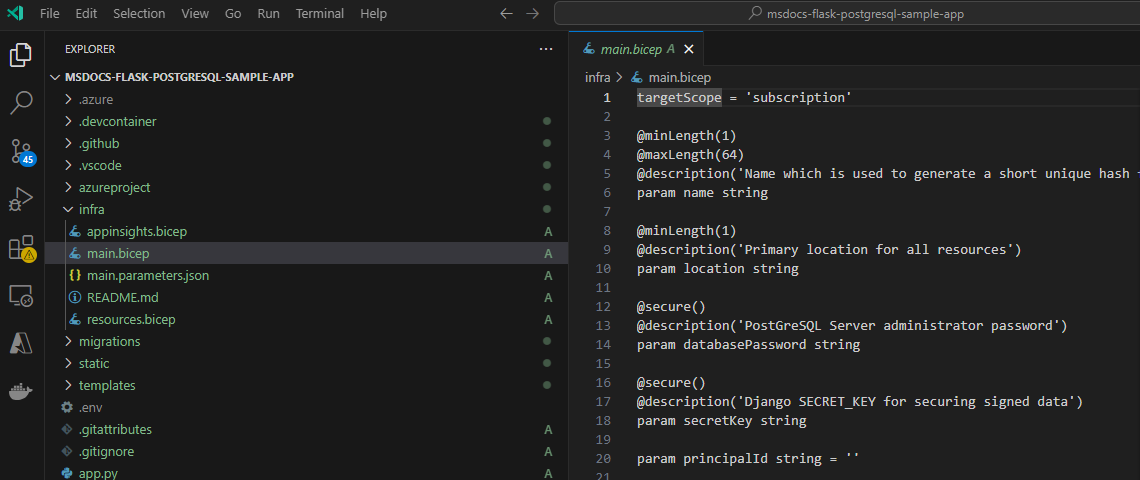 File Edit Selection View Go Run Terminal Help
msdocs-flask-postgresql-sample-app
EXPLORER
MSDOCS-FLASK-POSTGRESQL-SAMPLE-APP
.azure
.devcontainer
.github
.vscode
azureproject
infra
appinsights.bicep A
main.bicep A
{} main.parameters.json A
README.md A
resources.bicep A
migrations
static
templates
.env
.gitattributes A
.gitignore A
app.py A
45
main.bicep A
infra > main.bicep
1 targetScope = 'subscription'
2
3 @minLength(1)
4 @maxLength(64)
5 @description('Name which is used to generate a short unique hash
6 param name string
7
8 @minLength(1)
9 @description('Primary location for all resources')
10 param location string
11
12 @secure()
13 @description('PostGreSQL Server administrator password')
14 param databasePassword string
15
16 @secure()
17 @description('Django SECRET_KEY for securing signed data')
18 param secretKey string
19
20 param principalId string = ''
21